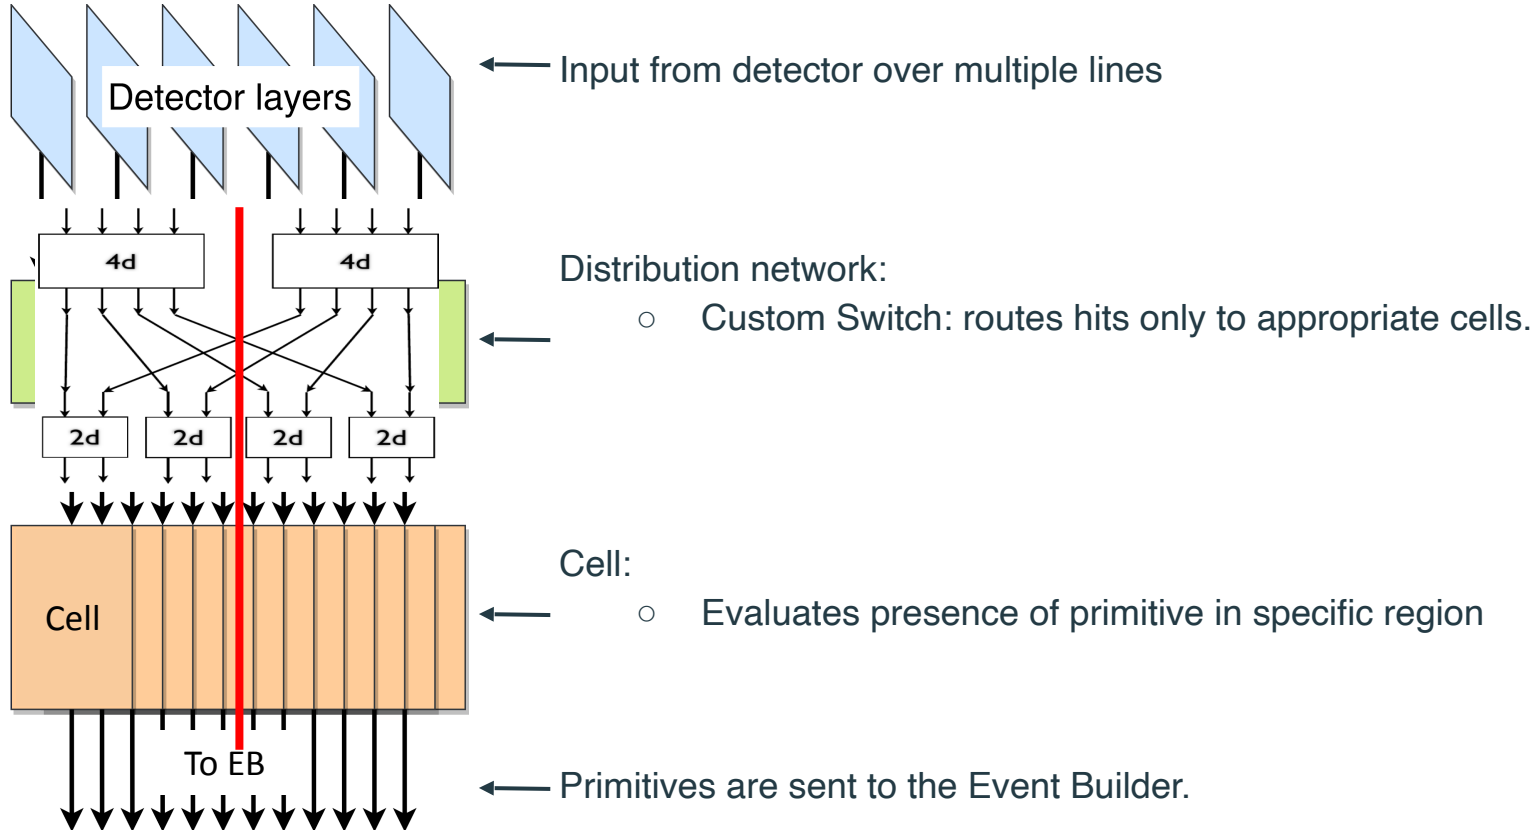 Detector layers
Input from detector over multiple lines
4d 4d
Distribution network:
○ Custom Switch: routes hits only to appropriate cells.
2d 2d 2d 2d
Cell:
○ Evaluates presence of primitive in specific region
Cell
To EB
Primitives are sent to the Event Builder.